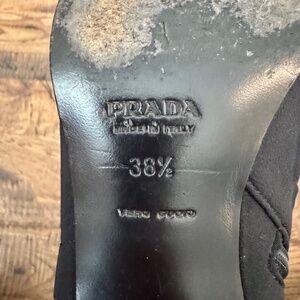 PRADA
MADE IN ITALY
38½
VERO CUOIO